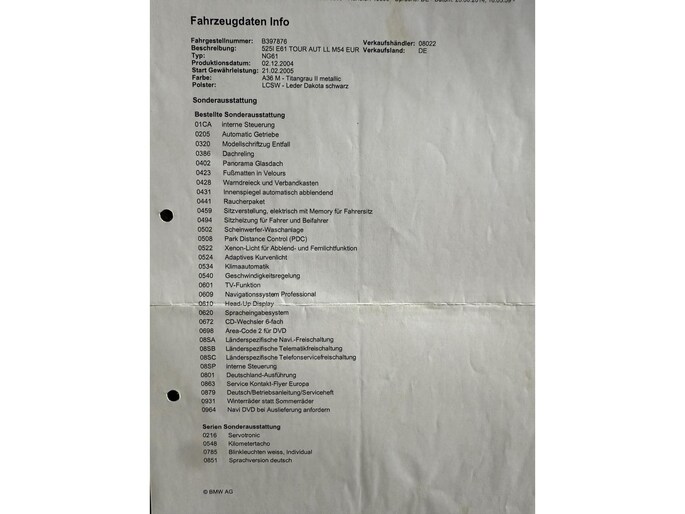 Fahrzeugdaten Info
Fahrgestellnummer: B397876 Verkaufshändler: 08022
Beschreibung: 525I E61 TOUR AUT LL M54 EUR Verkaufsland: DE
Typ: NG61
Produktionsdatum: 02.12.2004
Start Gewährleistung: 21.02.2005
Farbe: A36 M - Titangrau II metallic
Polster: LCSW - Leder Dakota schwarz
Sonderausstattung
Bestellte Sonderausstattung
01CA interne Steuerung
0205 Automatic Getriebe
0320 Modellschriftzug Entfall
0386 Dachreling
0402 Panorama Glasdach
0423 Fußmatten in Velours
0428 Warndreieck und Verbandkasten
0431 Innenspiegel automatisch abblendend
0441 Raucherpaket
0459 Sitzverstellung, elektrisch mit Memory für Fahrersitz
0494 Sitzheizung für Fahrer und Beifahrer
0502 Scheinwerfer-Waschanlage
0508 Park Distance Control (PDC)
0522 Xenon-Licht für Abblend- und Fernlichtfunktion
0524 Adaptives Kurvenlicht
0534 Klimaautomatik
0540 Geschwindigkeitsregelung
0601 TV-Funktion
0609 Navigationssystem Professional
0610 Head-Up Display
0620 Spracheingabesystem
0672 CD-Wechsler 6-fach
0698 Area-Code 2 für DVD
08SA Länderspezifische Navi.-Freischaltung
08SB Länderspezifische Telematikfreischaltung
08SC Länderspezifische Telefonservicefreischaltung
08SP interne Steuerung
0801 Deutschland-Ausführung
0863 Service Kontakt-Flyer Europa
0879 Deutsch/Betriebsanleitung/Serviceheft
0931 Winterräder statt Sommerräder
0964 Navi DVD bei Auslieferung anfordern
Serien Sonderausstattung
0216 Servotronic
0548 Kilometertacho
0785 Blinkleuchten weiss, Individual
0851 Sprachversion deutsch
© BMW AG